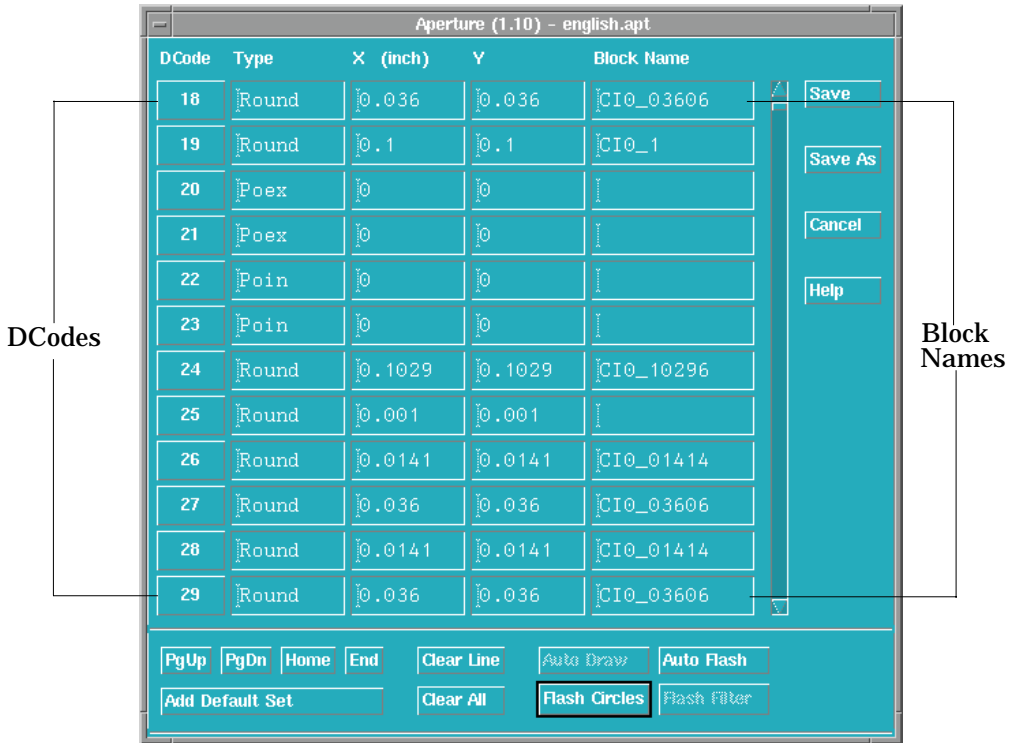 Aperture (1.10) - english.apt
DCode Type X (inch) Y Block Name
18 Round 0.036 0.036 CI0_03606 Save
19 Round 0.1 0.1 CI0_1 Save As
20 Poex 0 0
21 Poex 0 0 Cancel
22 Poin 0 0 Help
23 Poin 0 0
DCodes
Block
Names
24 Round 0.1029 0.1029 CI0_10296
25 Round 0.001 0.001
26 Round 0.0141 0.0141 CI0_01414
27 Round 0.036 0.036 CI0_03606
28 Round 0.0141 0.0141 CI0_01414
29 Round 0.036 0.036 CI0_03606
PgUp PgDn Home End Clear Line Auto Draw Auto Flash
Add Default Set Clear All Flash Circles Flash Filter